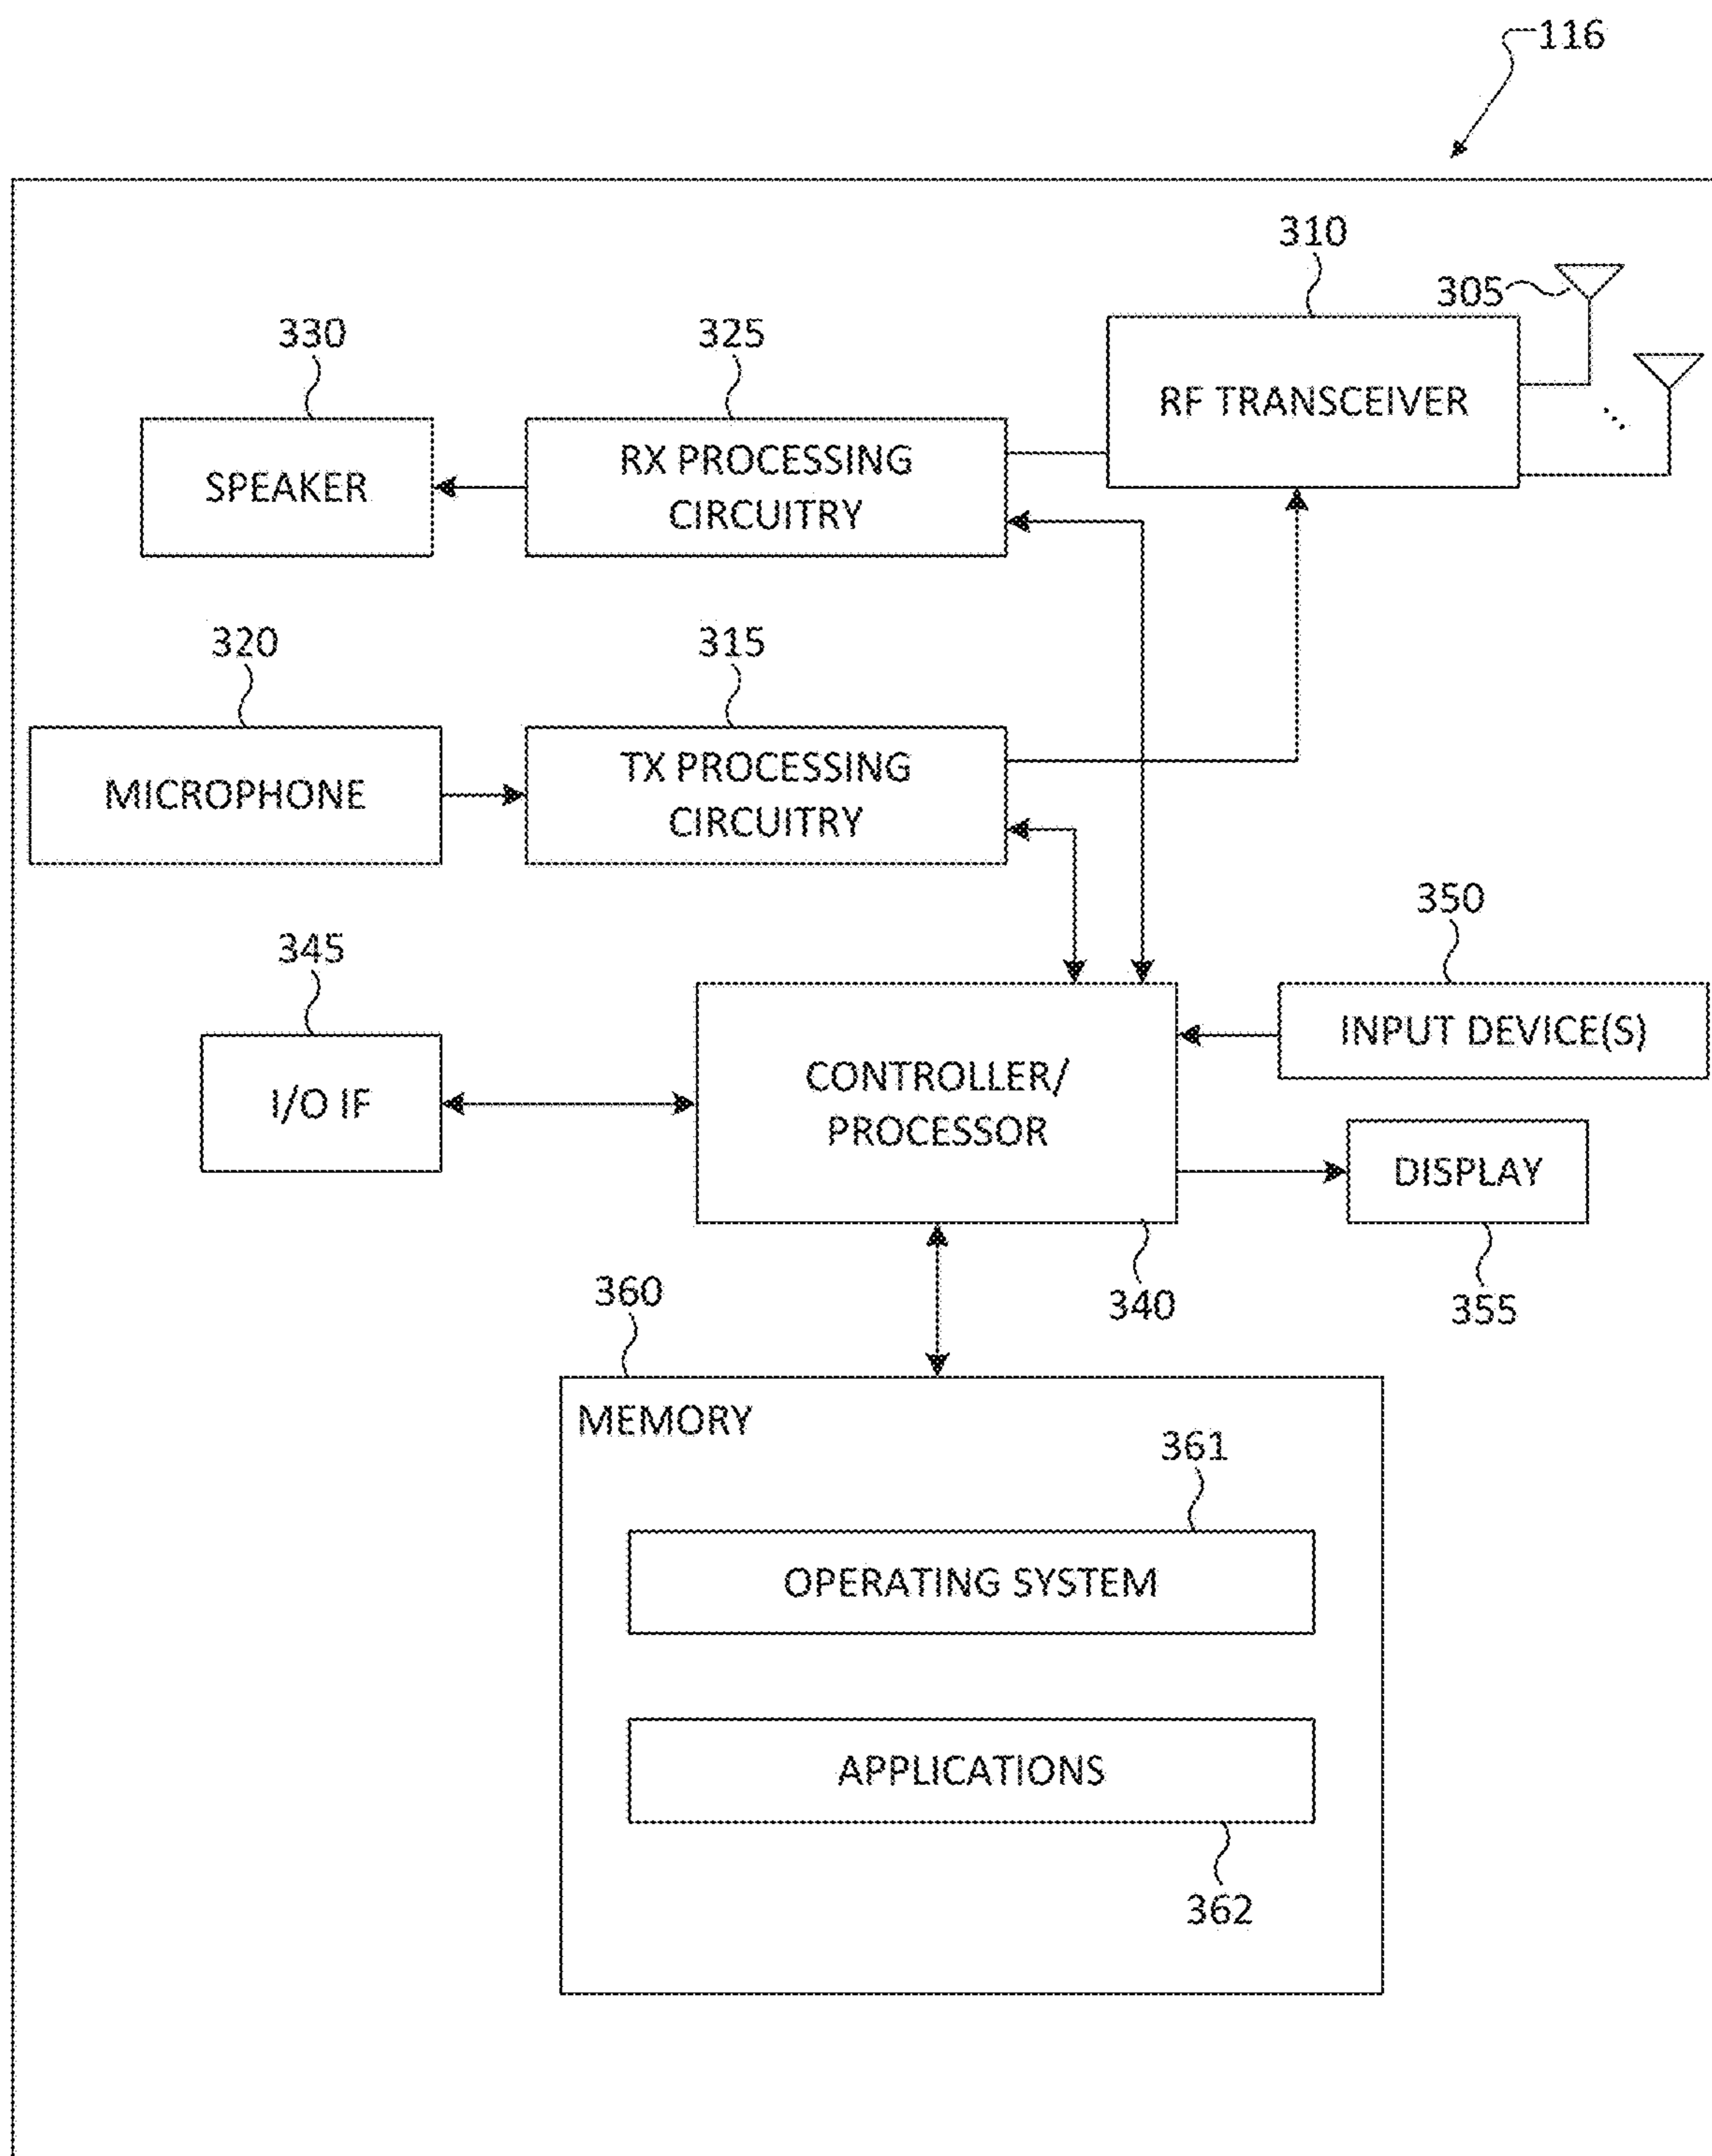 116
310
305
RF TRANSCEIVER
330
325
SPEAKER
RX PROCESSING
CIRCUITRY
320
315
MICROPHONE
TX PROCESSING
CIRCUITRY
345
350
I/O IF
CONTROLLER/
PROCESSOR
INPUT DEVICE(S)
DISPLAY
360
340
355
MEMORY
361
OPERATING SYSTEM
APPLICATIONS
362